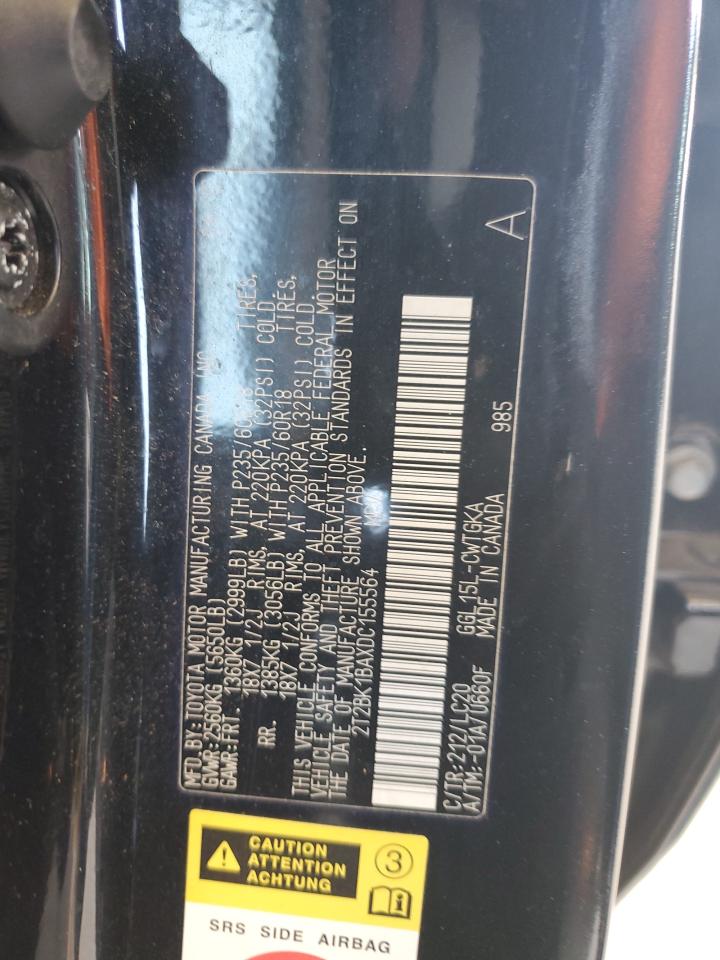 MFD. BY: TOYOTA MOTOR MANUFACTURING CANADA INC.
GVWR: 2560KG (5650LB)
GAWR: FRT. 1360KG (2999LB) WITH P235/60R18 TIRES,
18X7 1/2J RIMS, AT 220KPA (32PSI) COLD.
RR. 1385KG (3056LB) WITH P235/60R18 TIRES,
18X7 1/2J RIMS, AT 220KPA (32PSI) COLD.
THIS VEHICLE CONFORMS TO ALL APPLICABLE FEDERAL MOTOR
VEHICLE SAFETY AND THEFT PREVENTION STANDARDS IN EFFECT ON
THE DATE OF MANUFACTURE SHOWN ABOVE.
2T2BK1BAXDC155564 MPV
C/TR: 212/LC20 GGL15L-CWTGKA
A/TM: -01A/U660F MADE IN CANADA 985
A
CAUTION
ATTENTION
ACHTUNG
3
i
SRS SIDE AIRBAG